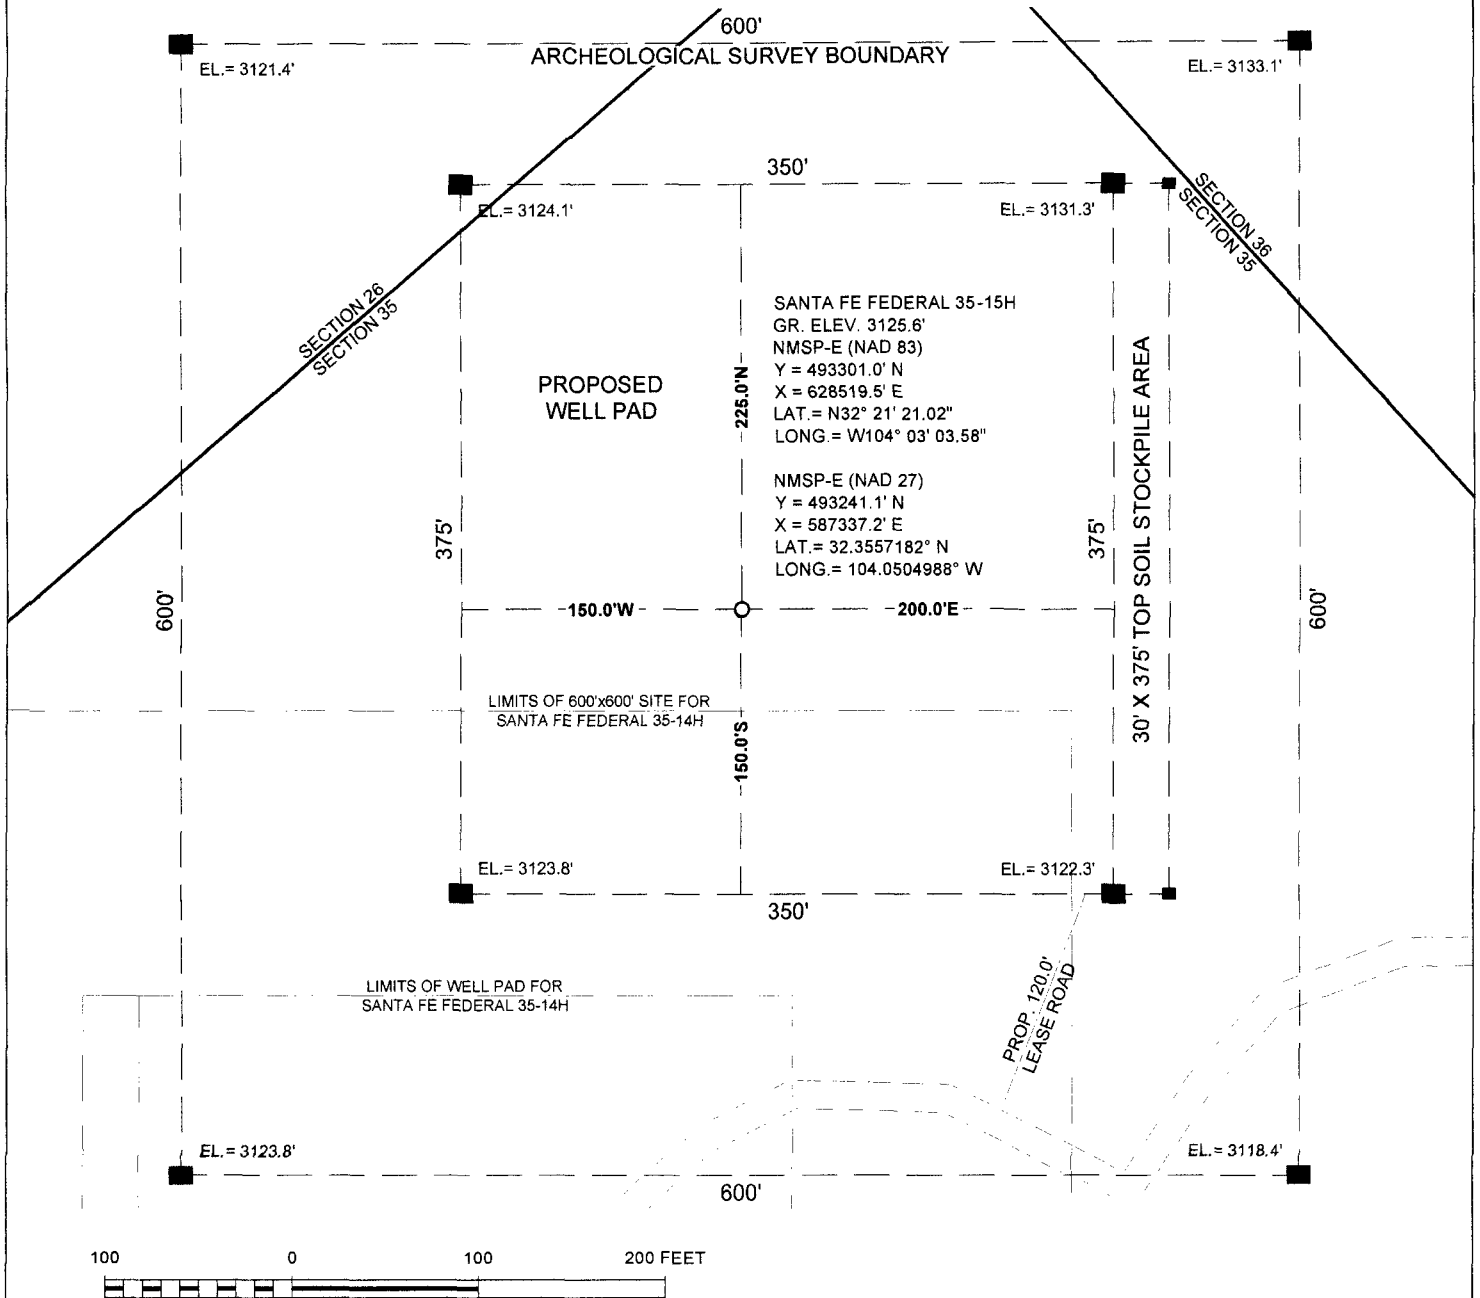 600'
ARCHEOLOGICAL SURVEY BOUNDARY
EL.= 3121.4'
EL.= 3133.1'
350'
EL.= 3124.1'
EL.= 3131.3'
SECTION 36
SECTION 35
SECTION 26
SECTION 35
SANTA FE FEDERAL 35-15H
GR. ELEV. 3125.6'
NMSP-E (NAD 83)
Y = 493301.0' N
X = 628519.5' E
LAT.= N32° 21' 21.02"
LONG.= W104° 03' 03.58"
PROPOSED
WELL PAD
225.0'N
NMSP-E (NAD 27)
Y = 493241.1' N
X = 587337.2' E
LAT.= 32.3557182° N
LONG.= 104.0504988° W
375'
375'
30' X 375' TOP SOIL STOCKPILE AREA
600'
150.0'W
200.0'E
600'
LIMITS OF 600'x600' SITE FOR
SANTA FE FEDERAL 35-14H
150.0'S
EL.= 3123.8'
EL.= 3122.3'
350'
LIMITS OF WELL PAD FOR
SANTA FE FEDERAL 35-14H
PROP. 120.0'
LEASE ROAD
EL.= 3123.8'
EL.= 3118.4'
600'
100 0 100 200 FEET